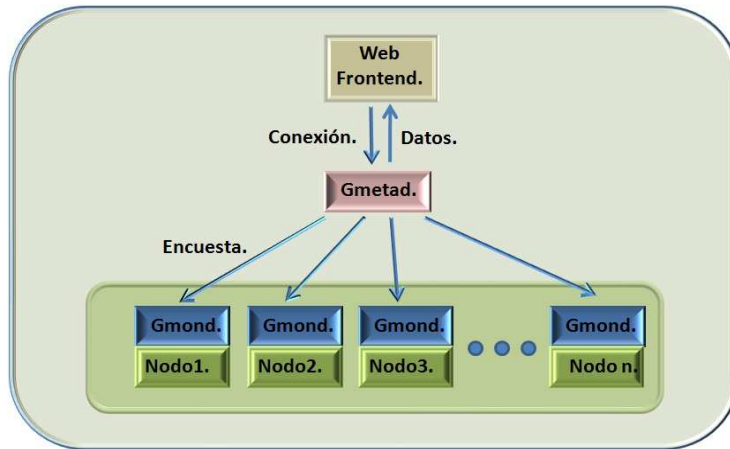 Web
Frontend.
Conexión.
Datos.
Gmetad.
Encuesta.
Gmond.
Gmond.
Gmond.
Gmond.
Nodo1.
Nodo2.
Nodo3.
Nodo n.